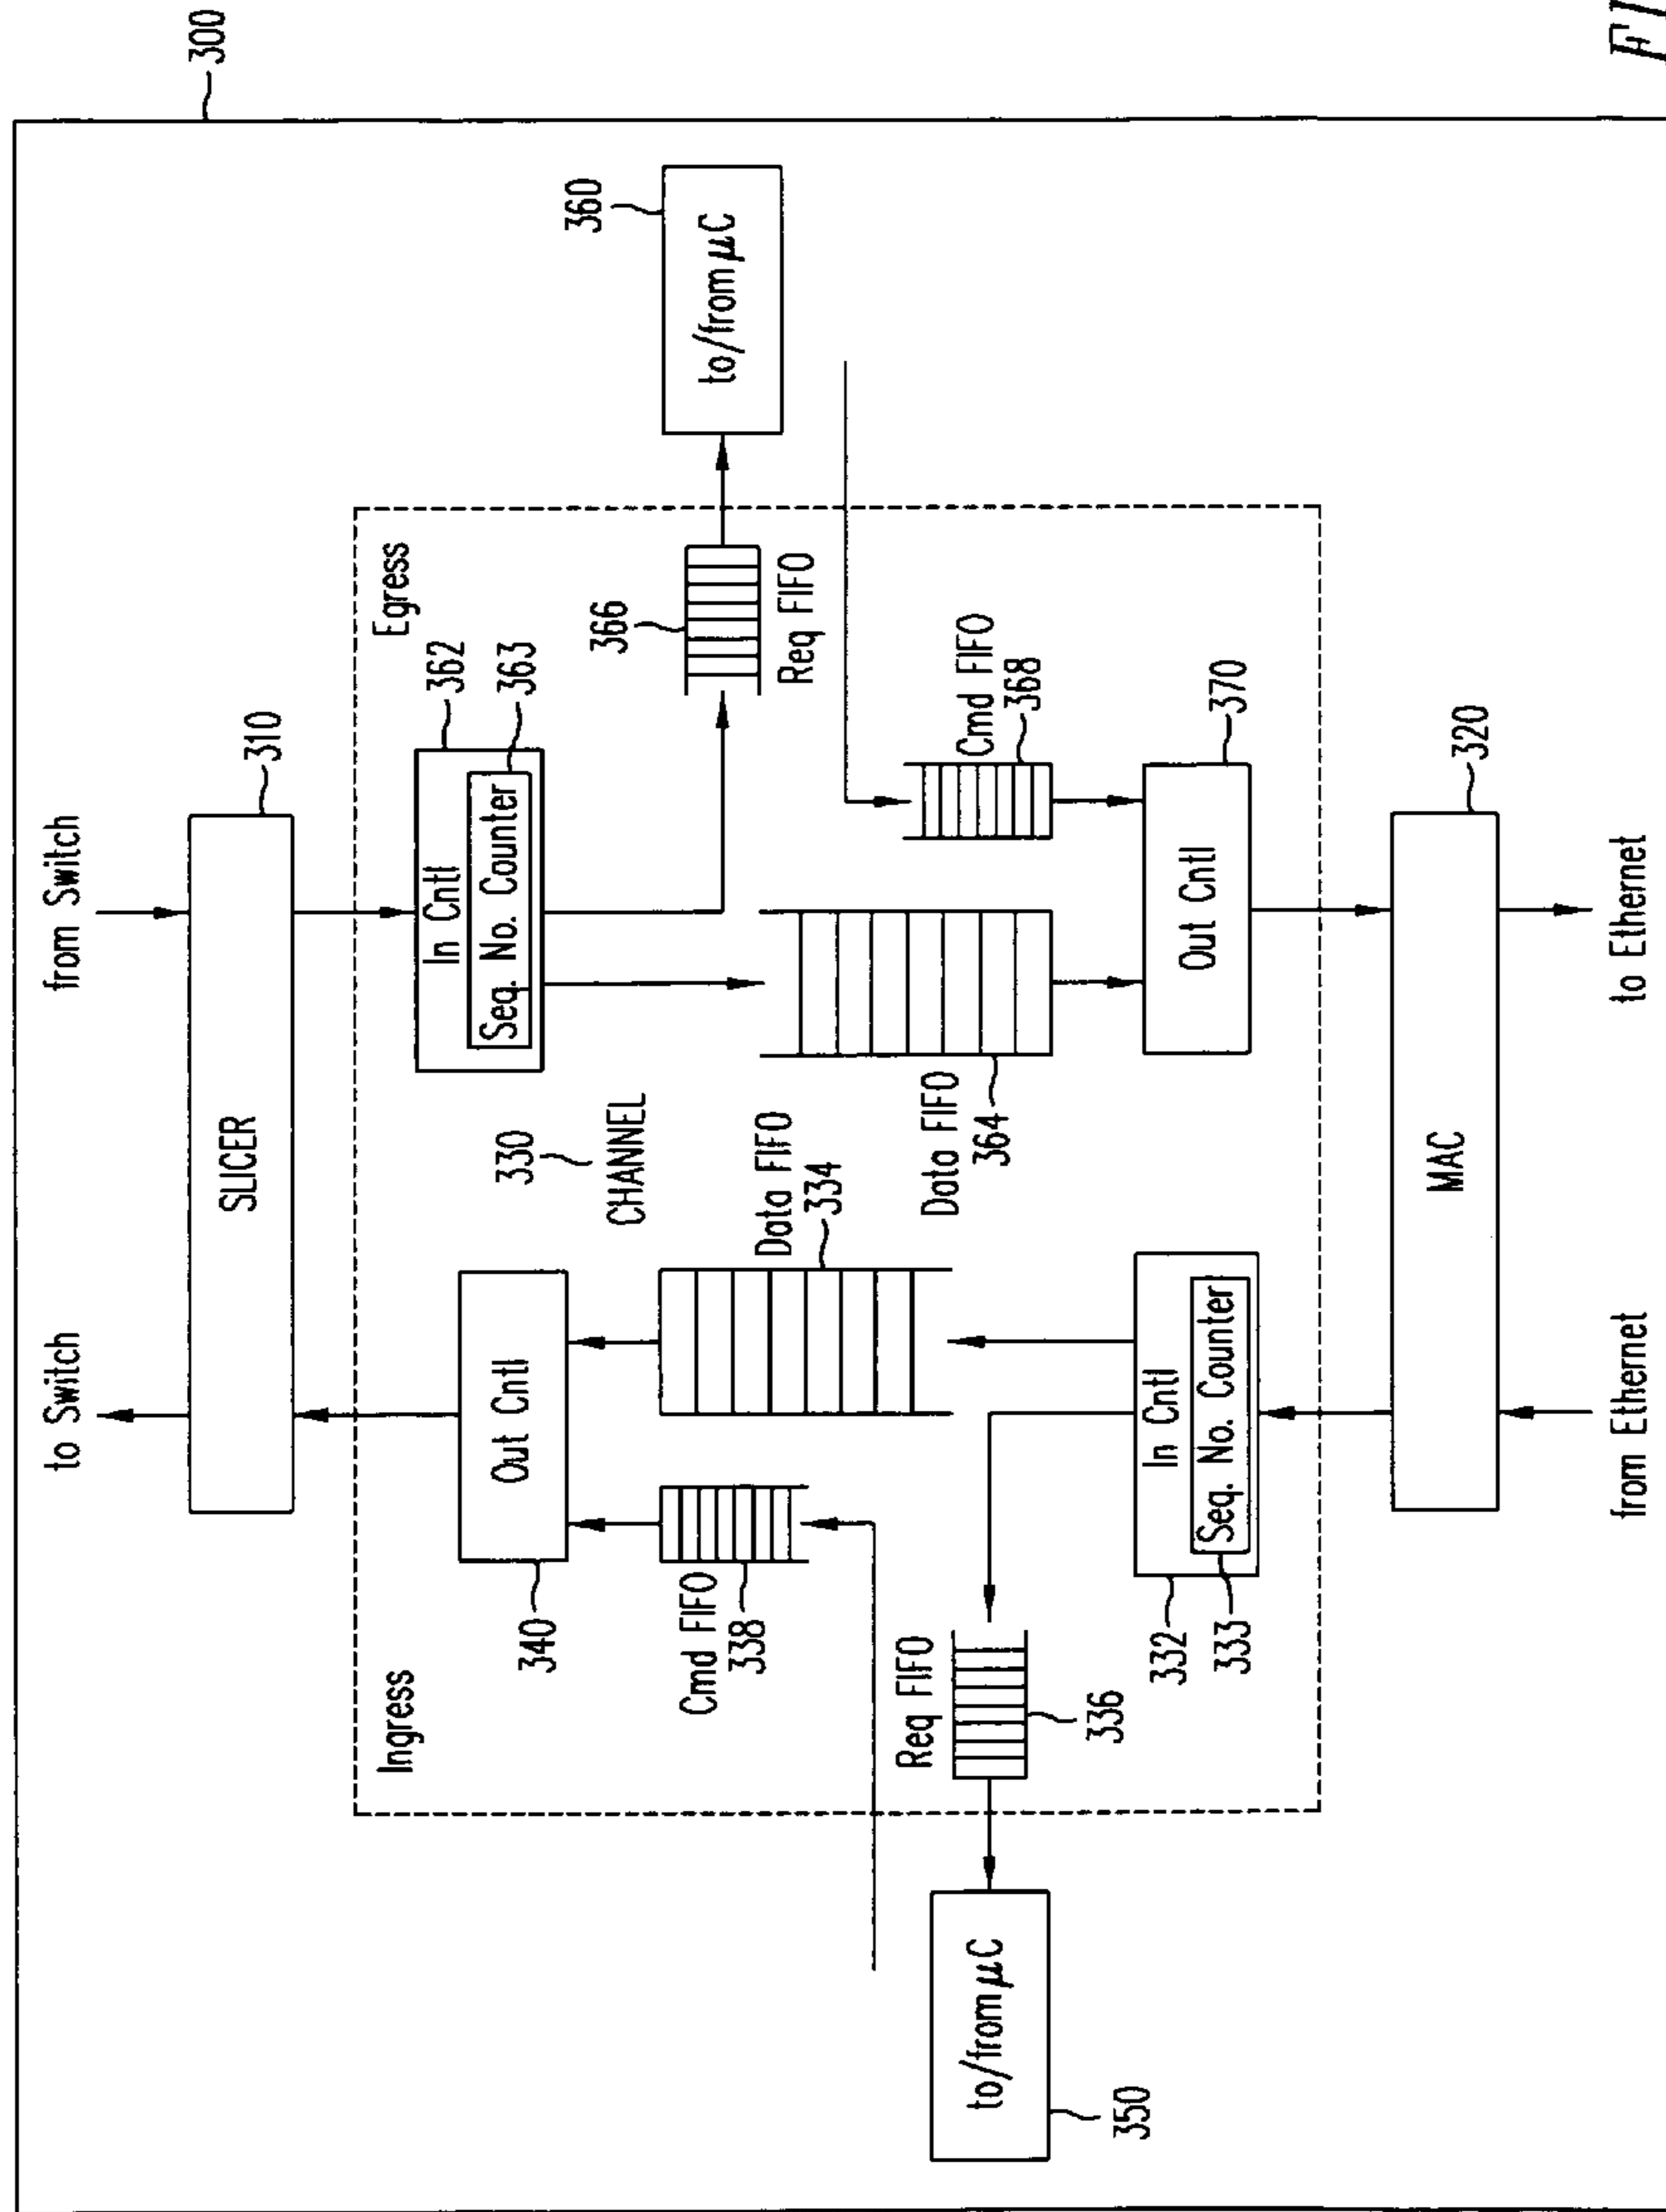 300
to Switch
from Switch
SLICER
310
Ingress
Egress
340
Out Cntl
In Cntl
Seq. No. Counter
362
363
Cmd FIFO
338
Data FIFO
334
330
CHANNEL
366
Req FIFO
360
to/from μC
350
to/from μC
Req FIFO
336
332
333
In Cntl
Seq. No. Counter
Data FIFO
364
Cmd FIFO
368
Out Cntl
370
MAC
320
from Ethernet
to Ethernet